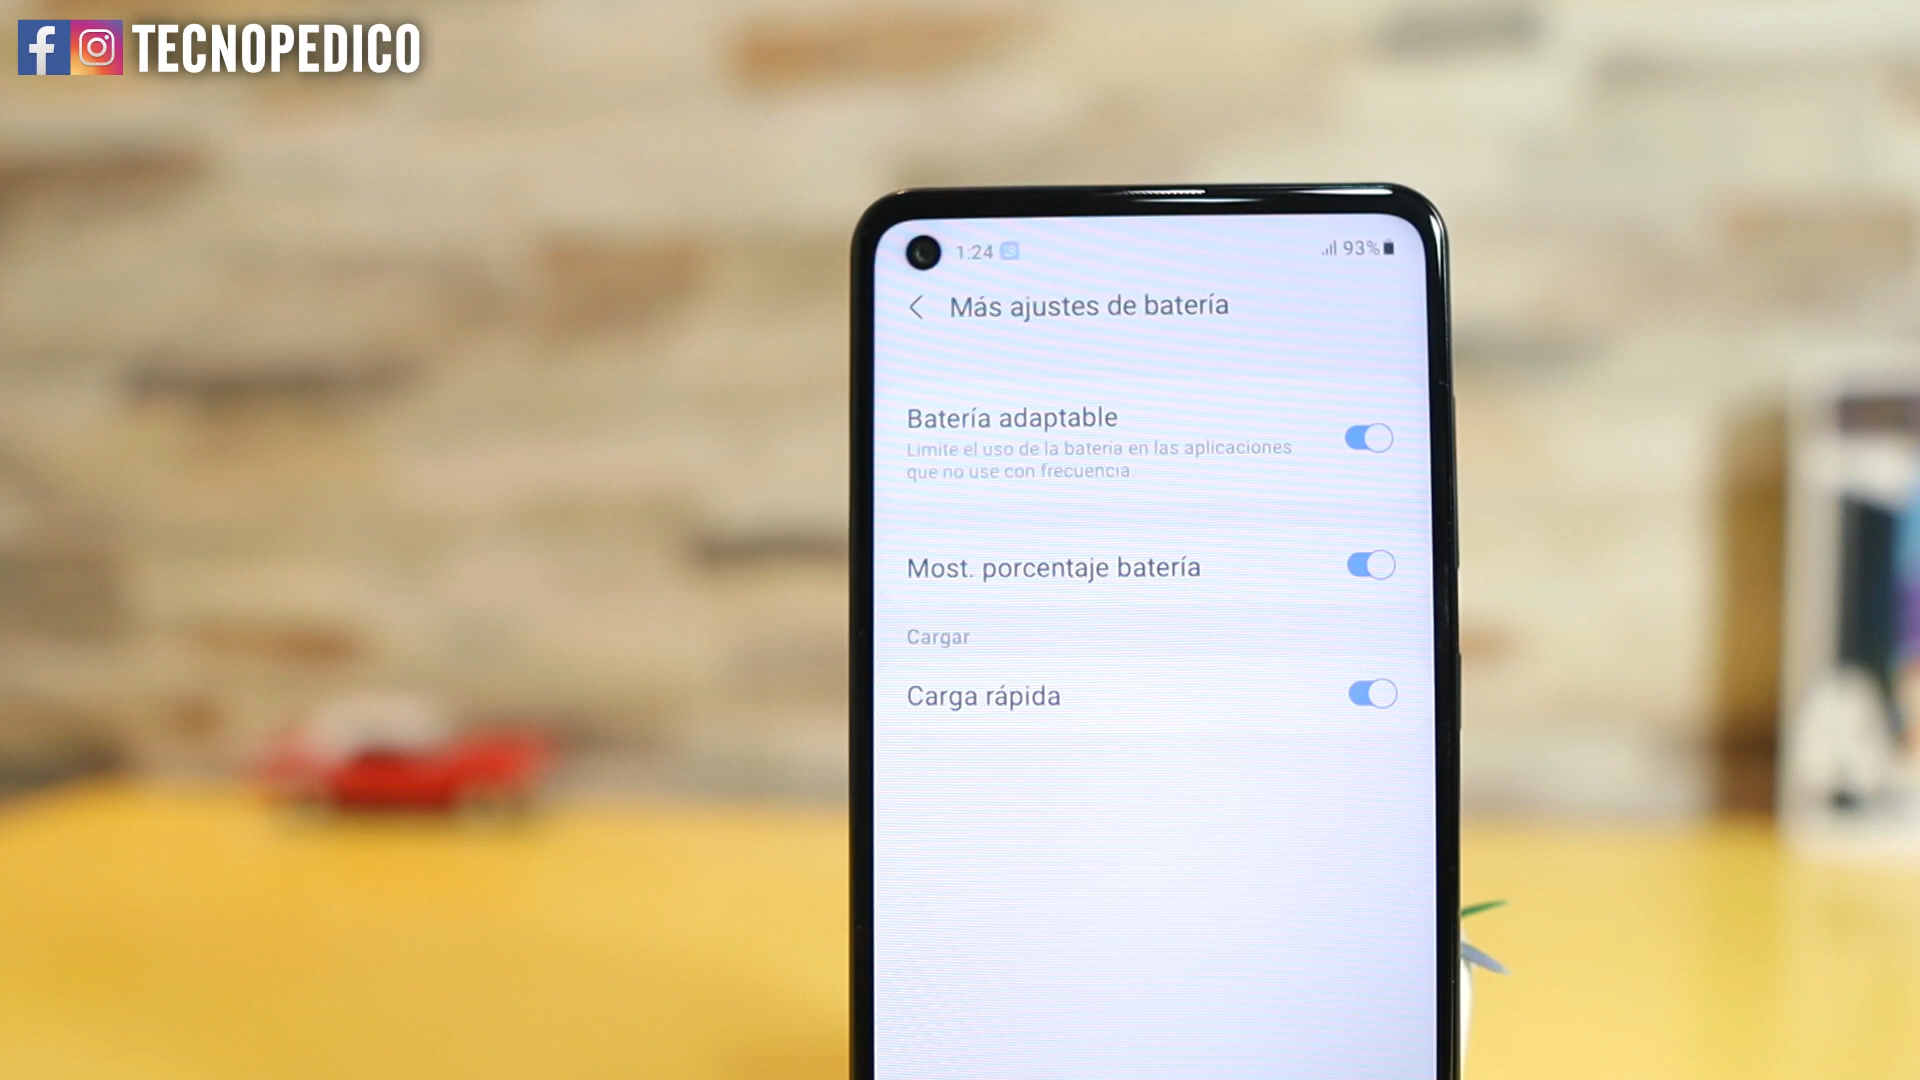 TECNOPEDICO
1:24
93%
Más ajustes de batería
Batería adaptable
Limite el uso de la batería en las aplicaciones
que no use con frecuencia.
Most. porcentaje batería
Cargar
Carga rápida